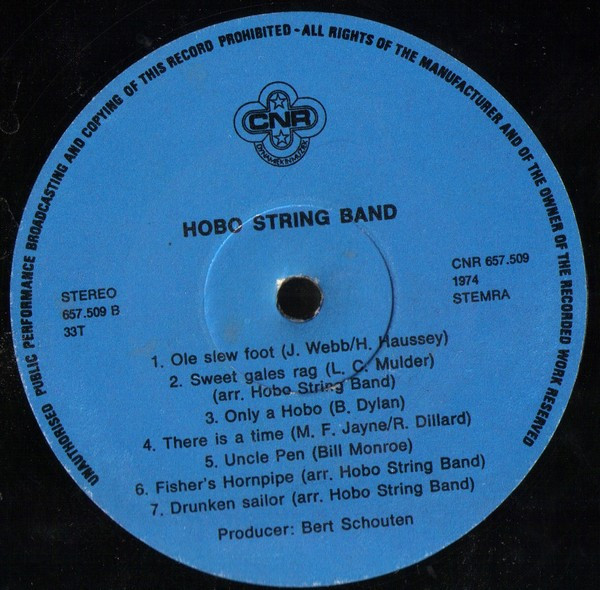 UNAUTHORISED PUBLIC PERFORMANCE BROADCASTING AND COPYING OF THIS RECORD PROHIBITED - ALL RIGHTS OF THE MANUFACTURER AND OF THE OWNER OF THE RECORDED WORK RESERVED
CNR
DYNAMIEK IN MUZIEK
HOBO STRING BAND
STEREO
657.509 B
33T
CNR 657.509
1974
STEMRA
1. Ole slew foot (J. Webb/H. Haussey)
2. Sweet gales rag (L. C. Mulder)
(arr. Hobo String Band)
3. Only a Hobo (B. Dylan)
4. There is a time (M. F. Jayne/R. Dillard)
5. Uncle Pen (Bill Monroe)
6. Fisher's Hornpipe (arr. Hobo String Band)
7. Drunken sailor (arr. Hobo String Band)
Producer: Bert Schouten